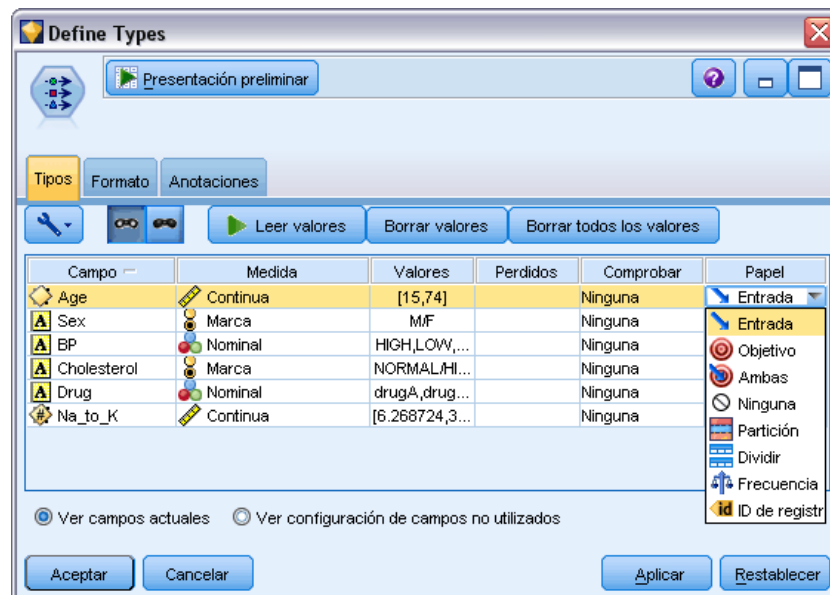 Define Types
Presentación preliminar
Tipos Formato Anotaciones
Leer valores Borrar valores Borrar todos los valores
Campo Medida Valores Perdidos Comprobar Papel
Age Continua [15,74] Ninguna Entrada
A Sex Marca M/F Ninguna Entrada
A BP Nominal HIGH,LOW,... Ninguna Objetivo
A Cholesterol Marca NORMAL/HI... Ninguna Ambas
A Drug Nominal drugA,drug... Ninguna Ninguna
# Na_to_K Continua [6.268724,3... Ninguna Partición
Dividir
Frecuencia
id ID de registr
Ver campos actuales Ver configuración de campos no utilizados
Aceptar Cancelar Aplicar Restablecer